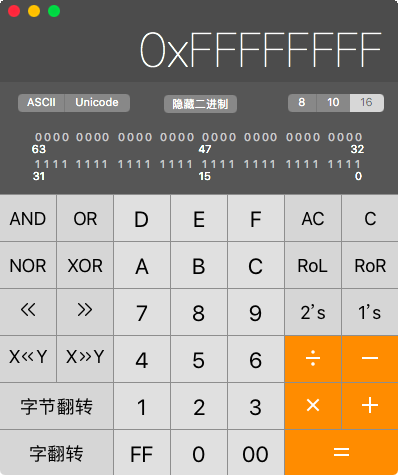 0xFFFFFFFF
ASCII Unicode 隐藏二进制 8 10 16
0000 0000 0000 0000 0000 0000 0000 0000
63 47 32
1111 1111 1111 1111 1111 1111 1111 1111
31 15 0
AND OR D E F AC C
NOR XOR A B C RoL RoR
« » 7 8 9 2's 1's
X«Y X»Y 4 5 6 ÷ −
字节翻转 1 2 3 × +
字翻转 FF 0 00 =